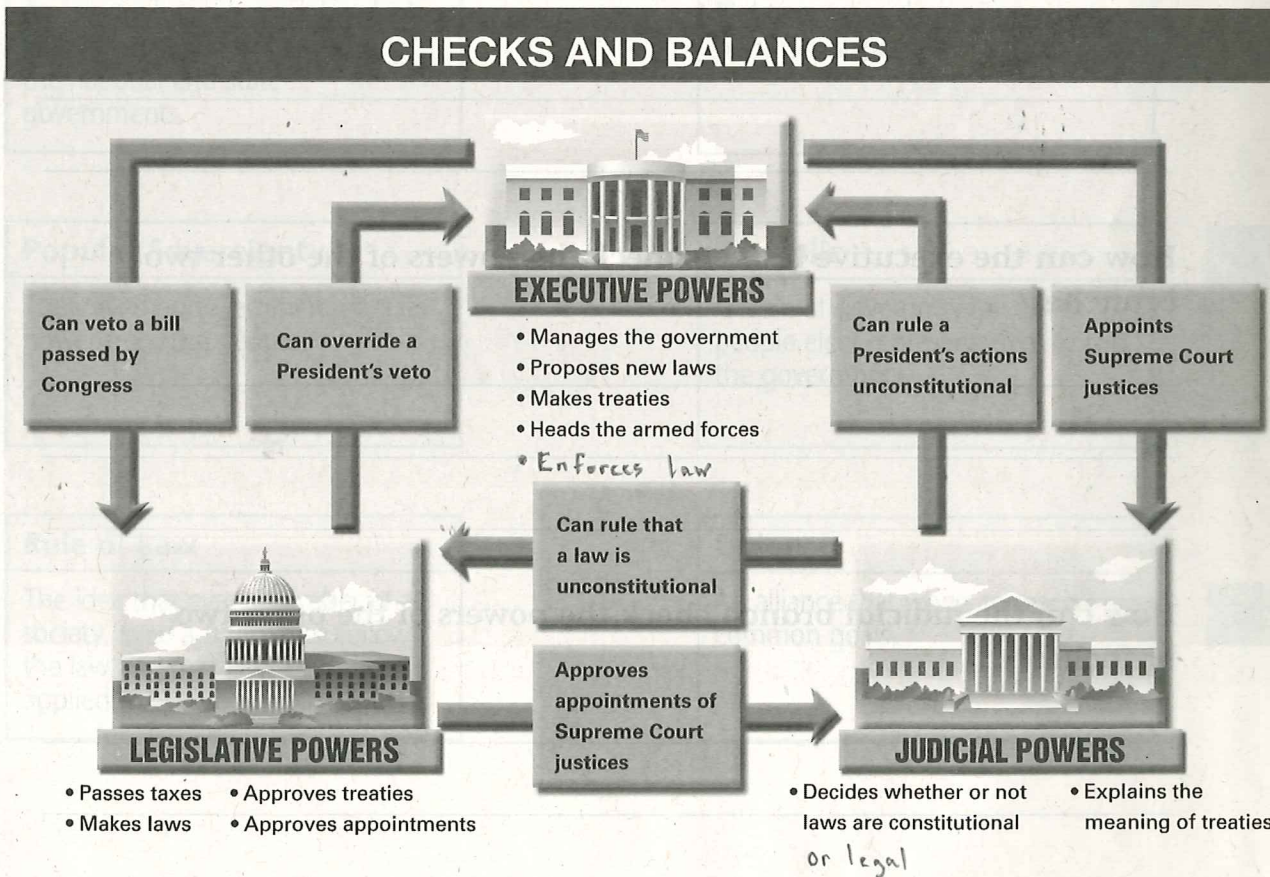 CHECKS AND BALANCES
governments.
EXECUTIVE POWERS
• Manages the government
• Proposes new laws
• Makes treaties
• Heads the armed forces
• Enforces law
Can veto a bill
passed by
Congress
Can override a
President's veto
Can rule a
President's actions
unconstitutional
Appoints
Supreme Court
justices
Can rule that
a law is
unconstitutional
Approves
appointments of
Supreme Court
justices
LEGISLATIVE POWERS
• Passes taxes
• Makes laws
• Approves treaties
• Approves appointments
JUDICIAL POWERS
• Decides whether or not
laws are constitutional
or legal
• Explains the
meaning of treaties